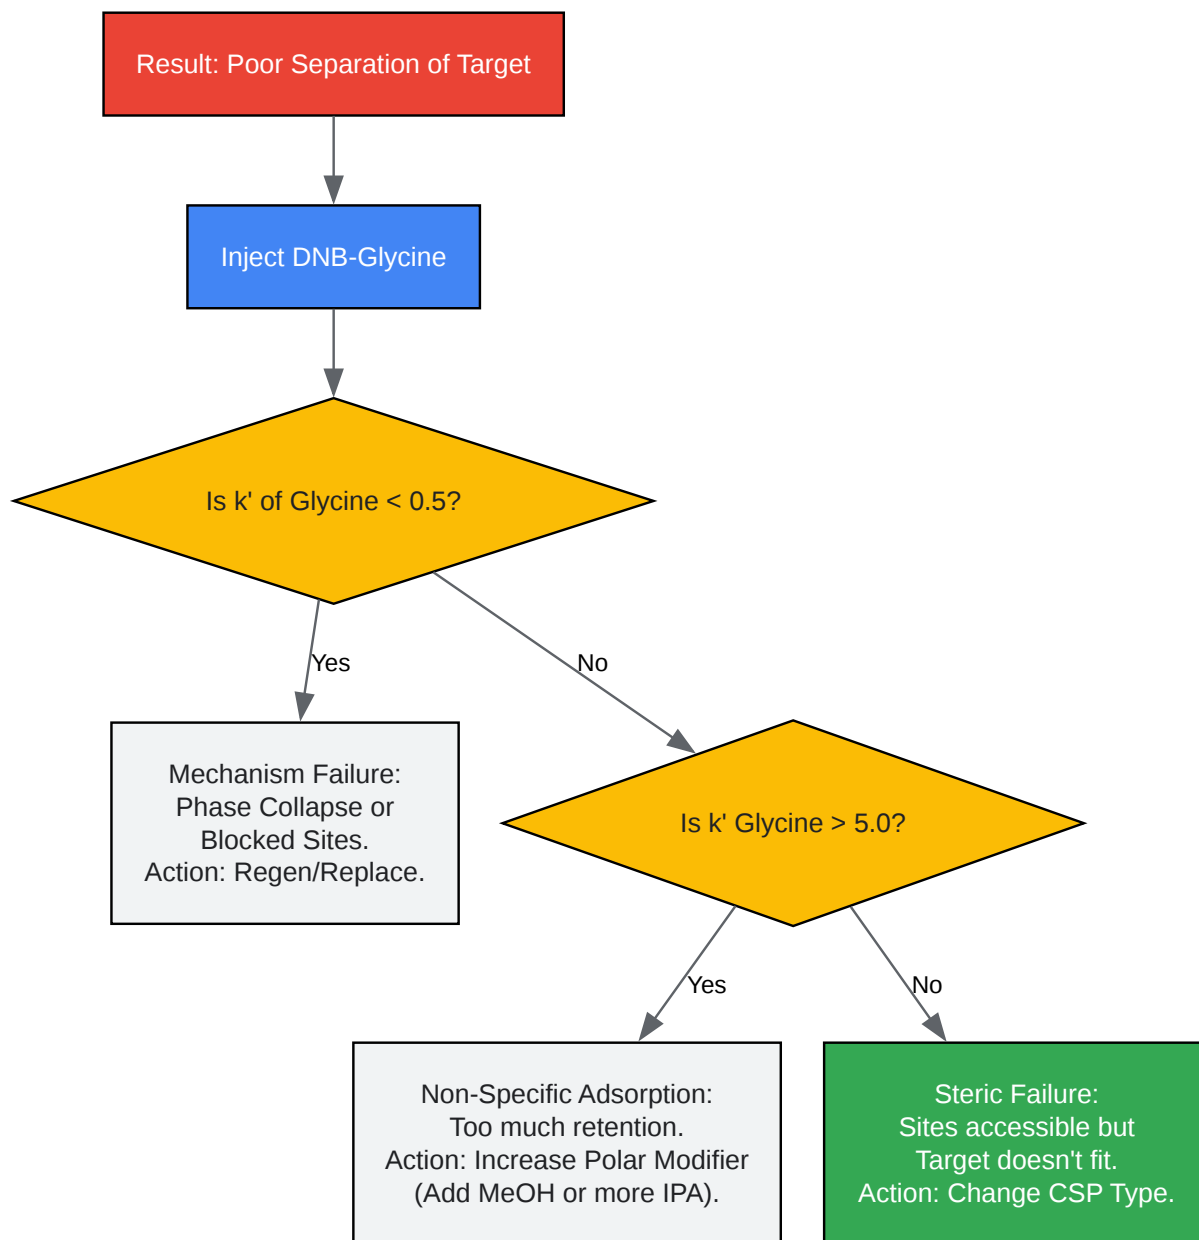 Result: Poor Separation of Target
Inject DNB-Glycine
Is k' of Glycine < 0.5?
Yes
No
Mechanism Failure:
Phase Collapse or
Blocked Sites.
Action: Regen/Replace.
Is k' Glycine > 5.0?
Yes
No
Non-Specific Adsorption:
Too much retention.
Action: Increase Polar Modifier
(Add MeOH or more IPA).
Steric Failure:
Sites accessible but
Target doesn't fit.
Action: Change CSP Type.